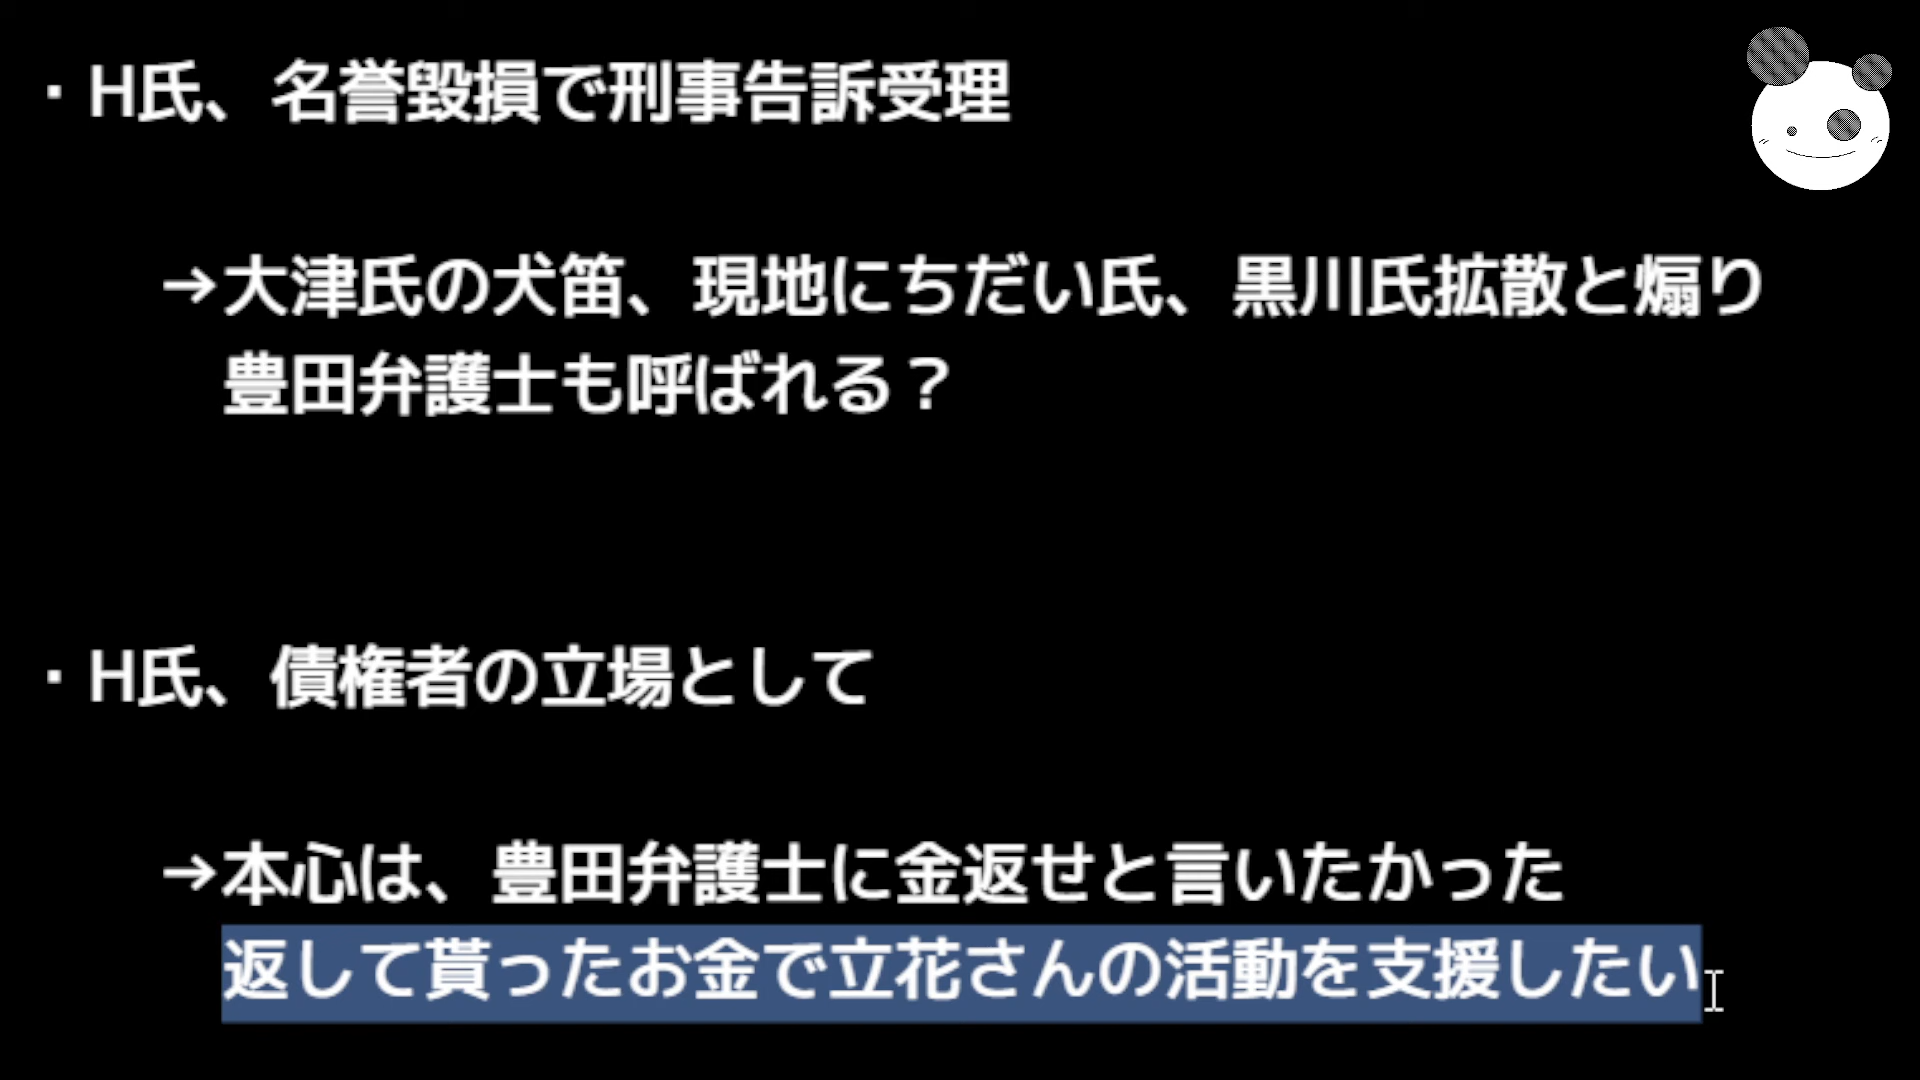 ・H氏、名誉毀損で刑事告訴受理
→大津氏の犬笛、現地にちだい氏、黒川氏拡散と煽り
豊田弁護士も呼ばれる？
・H氏、債権者の立場として
→本心は、豊田弁護士に金返せと言いたかった
返して貰ったお金で立花さんの活動を支援したい